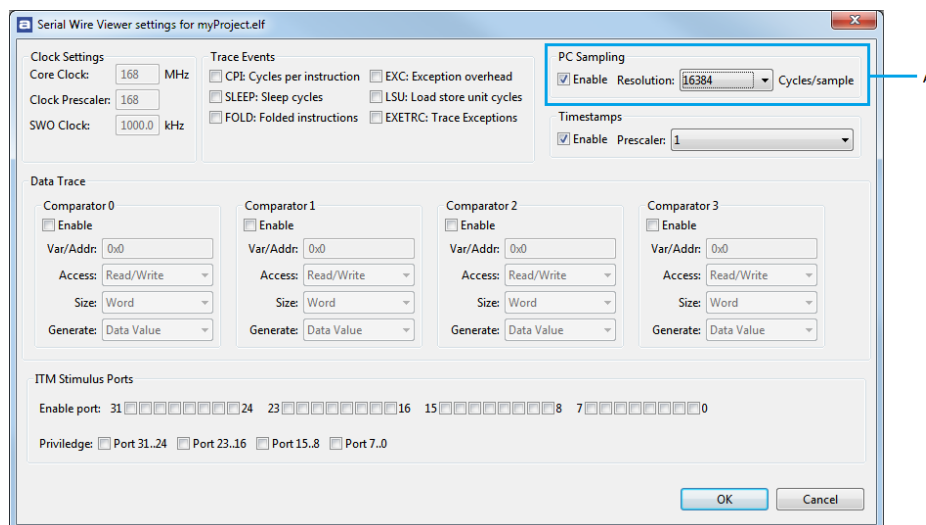 Serial Wire Viewer settings for myProject.elf
Clock Settings
Core Clock: 168 MHz
Clock Prescaler: 168
SWO Clock: 1000.0 kHz
Trace Events
CPI: Cycles per instruction EXC: Exception overhead
SLEEP: Sleep cycles LSU: Load store unit cycles
FOLD: Folded instructions EXETRC: Trace Exceptions
PC Sampling
Enable Resolution: 16384 Cycles/sample
Timestamps
Enable Prescaler: 1
Data Trace
Comparator 0 Comparator 1 Comparator 2 Comparator 3
Enable Enable Enable Enable
Var/Addr: 0x0 Var/Addr: 0x0 Var/Addr: 0x0 Var/Addr: 0x0
Access: Read/Write Access: Read/Write Access: Read/Write Access: Read/Write
Size: Word Size: Word Size: Word Size: Word
Generate: Data Value Generate: Data Value Generate: Data Value Generate: Data Value
ITM Stimulus Ports
Enable port: 31 24 23 16 15 8 7 0
Priviledge: Port 31..24 Port 23..16 Port 15..8 Port 7..0
OK Cancel